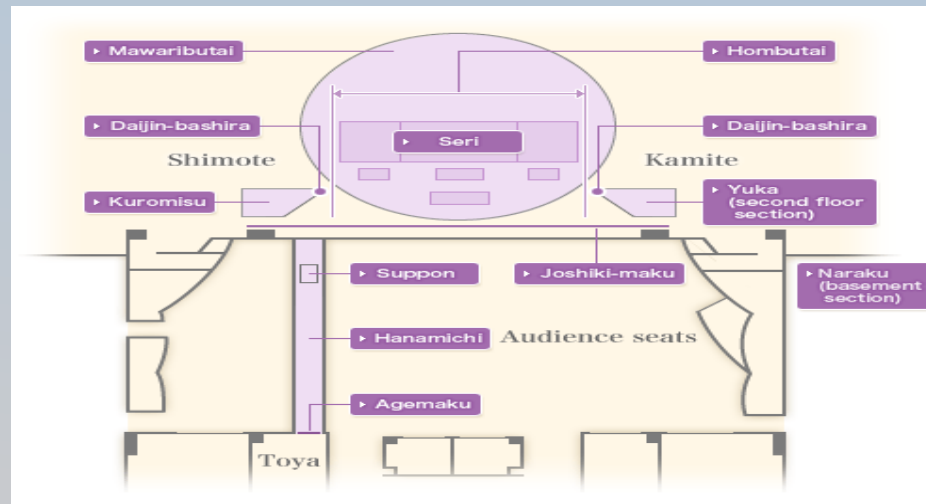 Mawaributai
Hombutai
Daijin-bashira
Seri
Daijin-bashira
Shimote
Kamite
Kuromisu
Yuka
(second floor
section)
Suppon
Joshiki-maku
Naraku
(basement
section)
Hanamichi
Audience seats
Agemaku
Toya